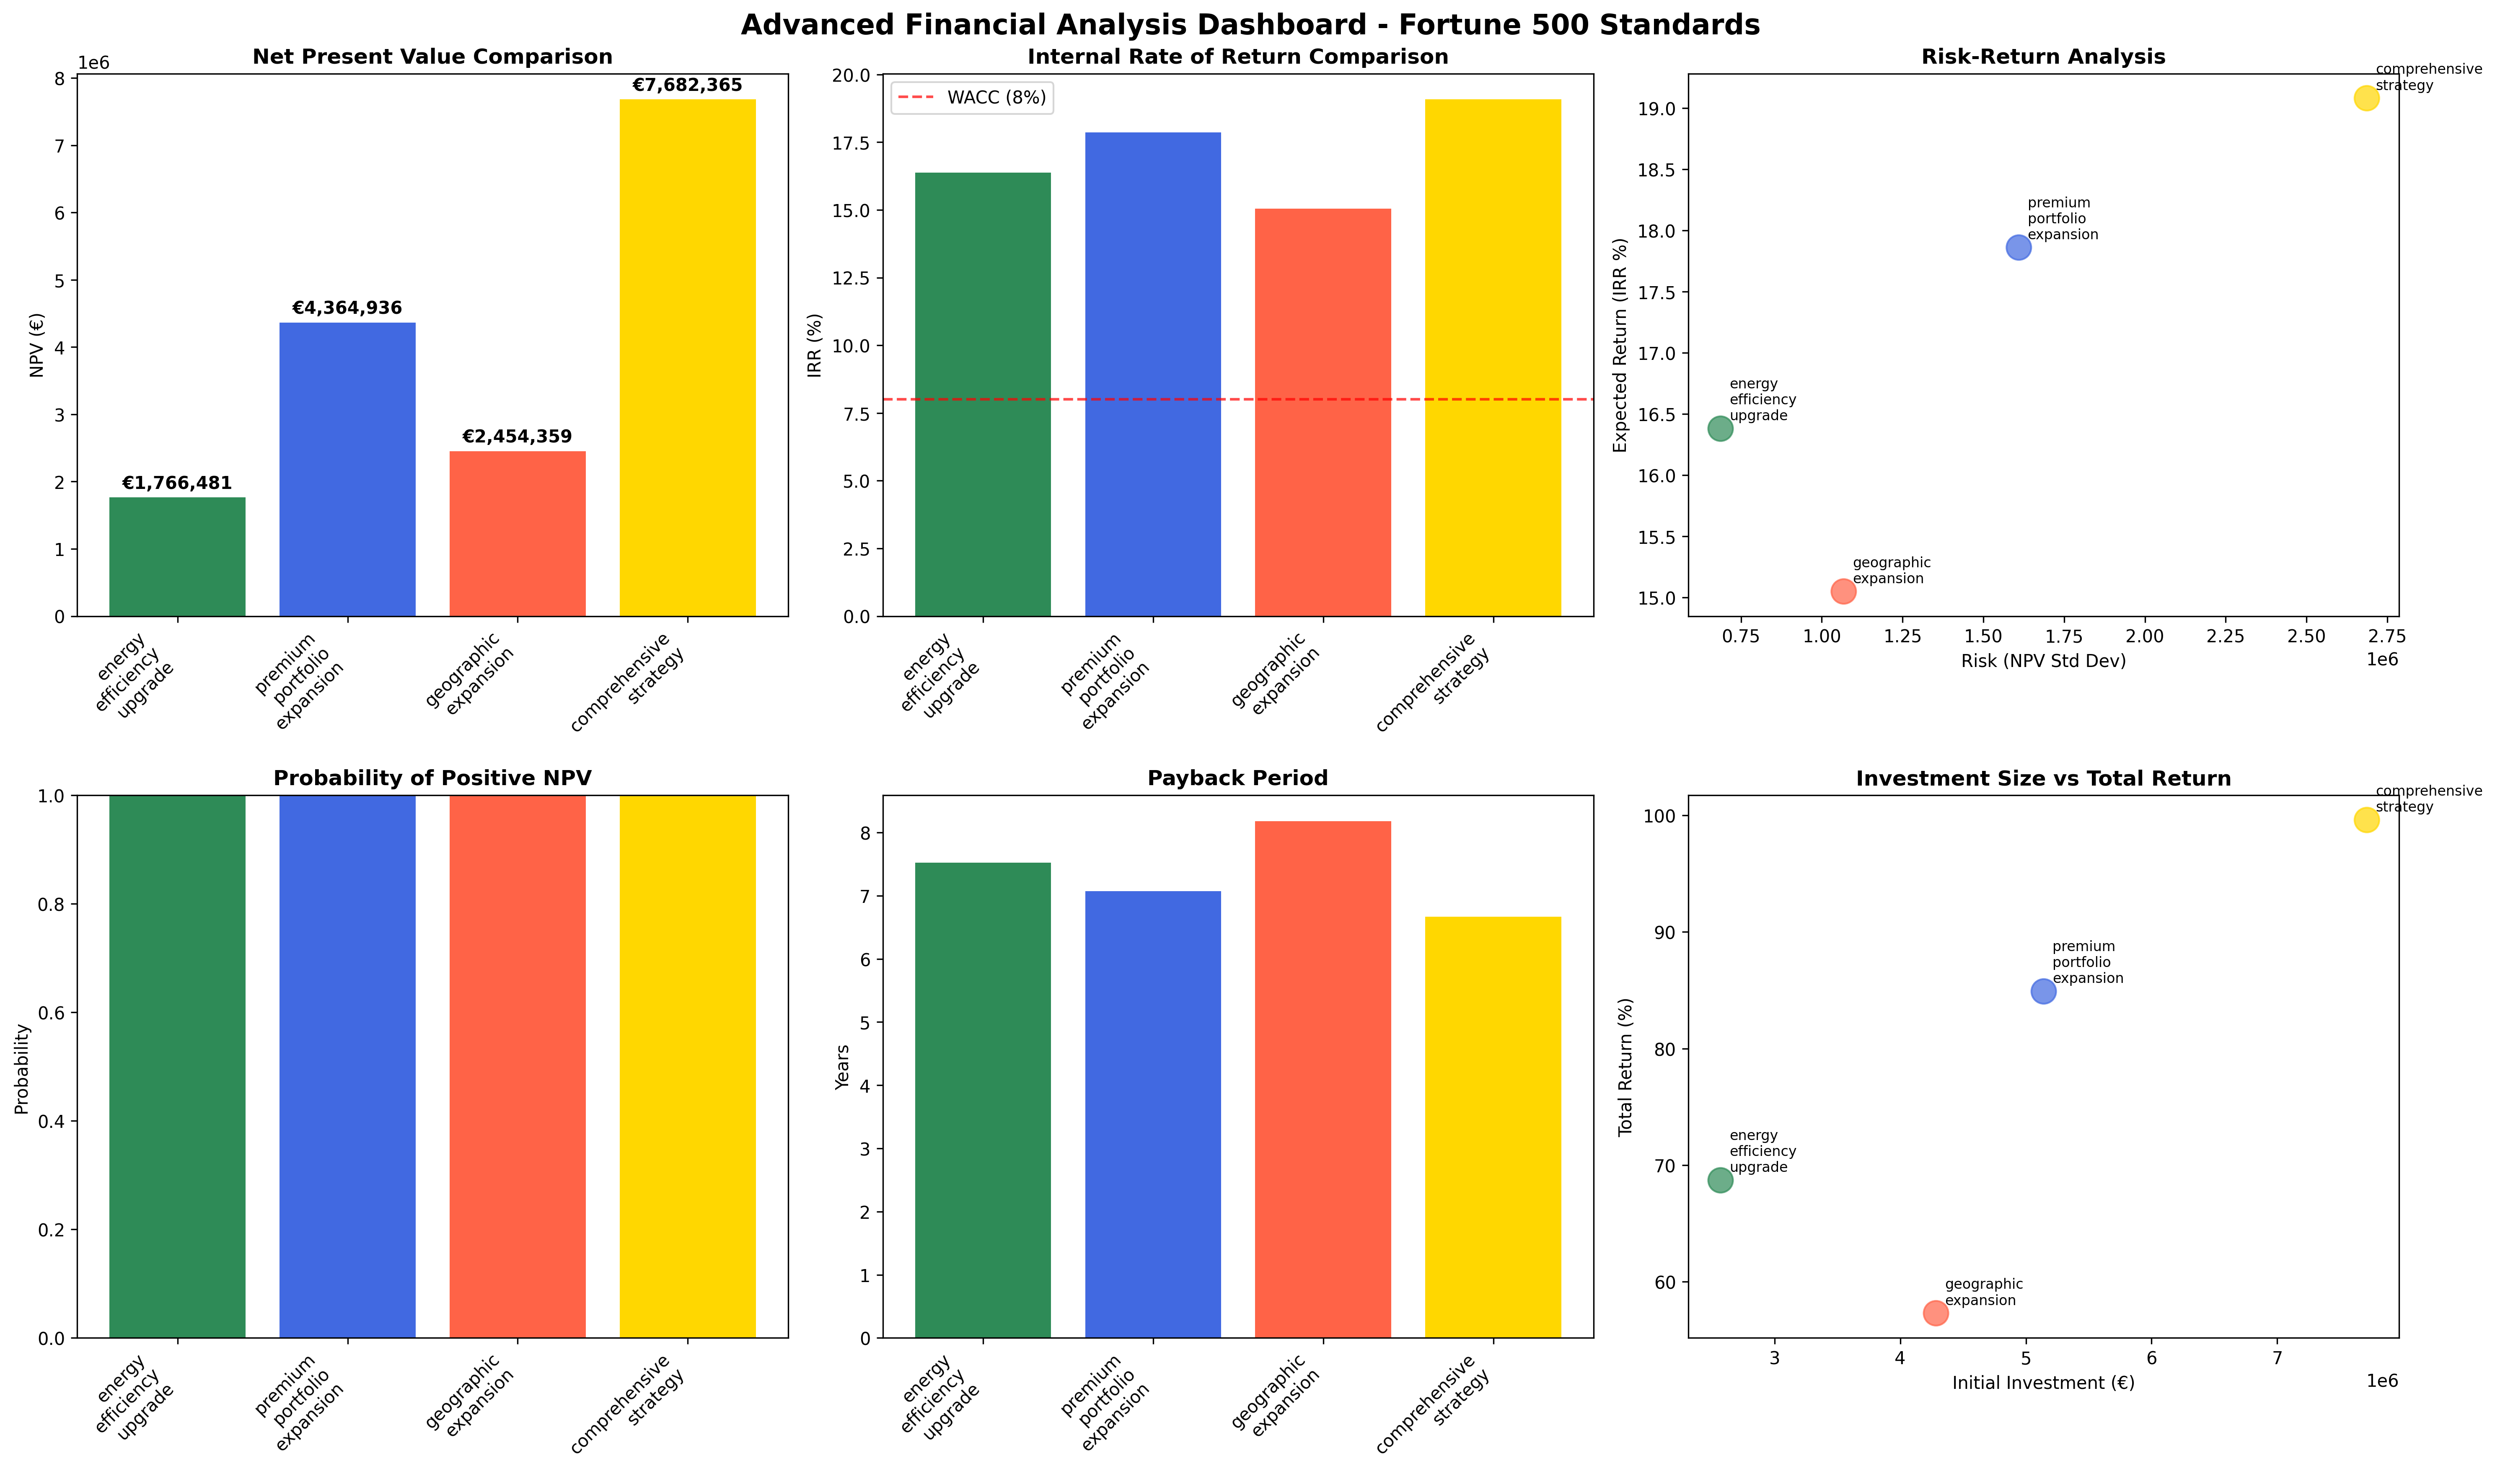 Advanced Financial Analysis Dashboard - Fortune 500 Standards
Net Present Value Comparison
1e6
8
7
6
5
4
3
2
1
0
NPV (€)
€1,766,481
€4,364,936
€2,454,359
€7,682,365
energy
efficiency
upgrade
premium
portfolio
expansion
geographic
expansion
comprehensive
strategy
Internal Rate of Return Comparison
WACC (8%)
20.0
17.5
15.0
12.5
10.0
7.5
5.0
2.5
0.0
IRR (%)
energy
efficiency
upgrade
premium
portfolio
expansion
geographic
expansion
comprehensive
strategy
Risk-Return Analysis
comprehensive
strategy
premium
portfolio
expansion
energy
efficiency
upgrade
geographic
expansion
19.0
18.5
18.0
17.5
17.0
16.5
16.0
15.5
15.0
Expected Return (IRR %)
0.75 1.00 1.25 1.50 1.75 2.00 2.25 2.50 2.75
1e6
Risk (NPV Std Dev)
Probability of Positive NPV
1.0
0.8
0.6
0.4
0.2
0.0
Probability
energy
efficiency
upgrade
premium
portfolio
expansion
geographic
expansion
comprehensive
strategy
Payback Period
8
7
6
5
4
3
2
1
0
Years
energy
efficiency
upgrade
premium
portfolio
expansion
geographic
expansion
comprehensive
strategy
Investment Size vs Total Return
comprehensive
strategy
premium
portfolio
expansion
energy
efficiency
upgrade
geographic
expansion
100
90
80
70
60
Total Return (%)
3 4 5 6 7
1e6
Initial Investment (€)